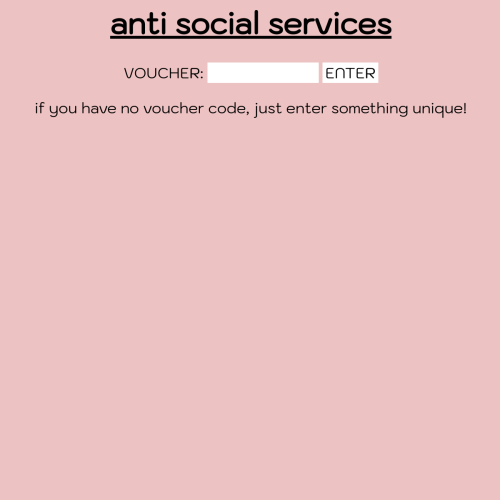 anti social services
VOUCHER: ENTER
if you have no voucher code, just enter something unique!